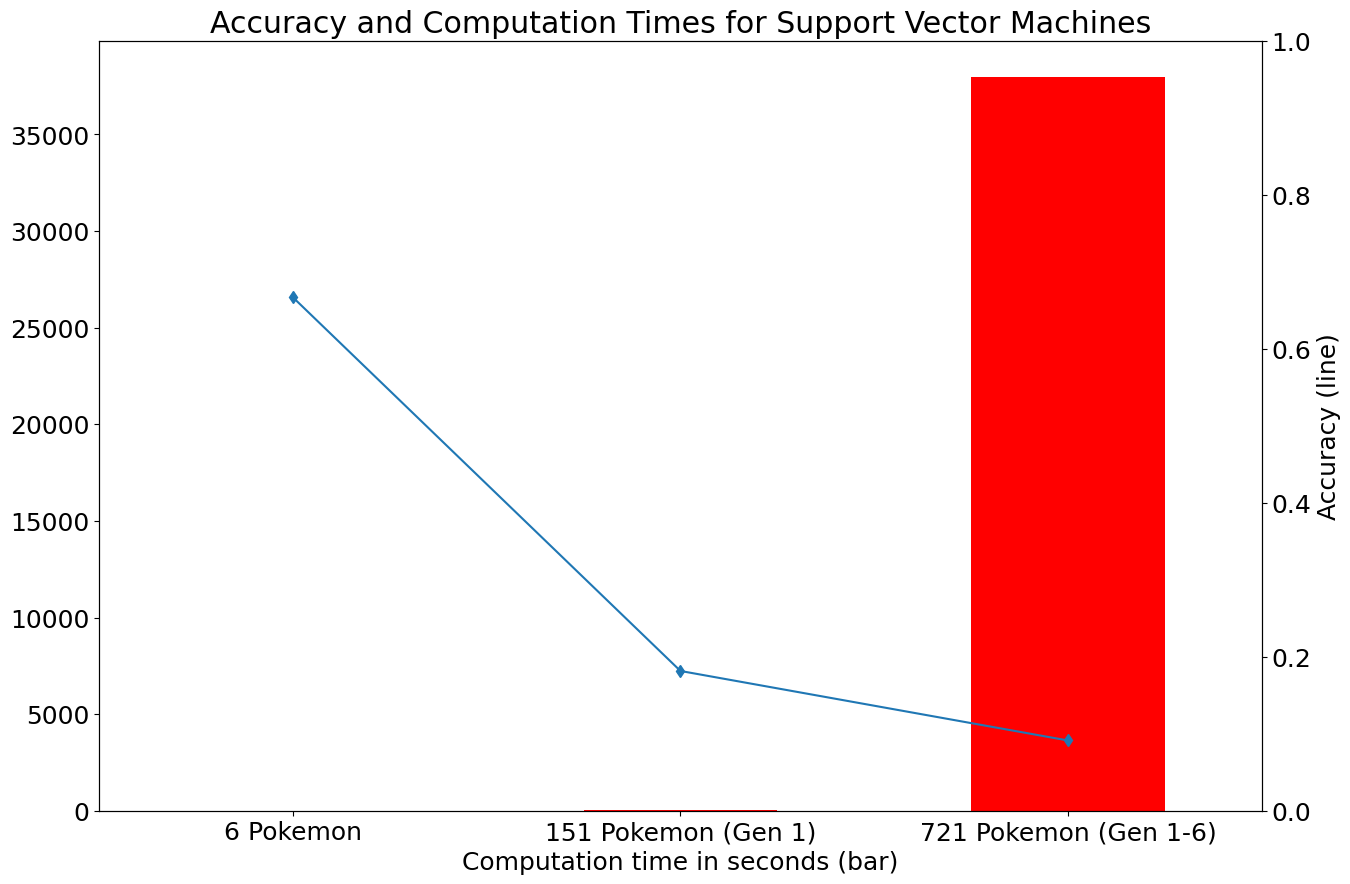 Accuracy and Computation Times for Support Vector Machines
35000
30000
25000
20000
15000
10000
5000
0
1.0
0.8
0.6
0.4
0.2
0.0
Accuracy (line)
6 Pokemon
151 Pokemon (Gen 1)
721 Pokemon (Gen 1-6)
Computation time in seconds (bar)